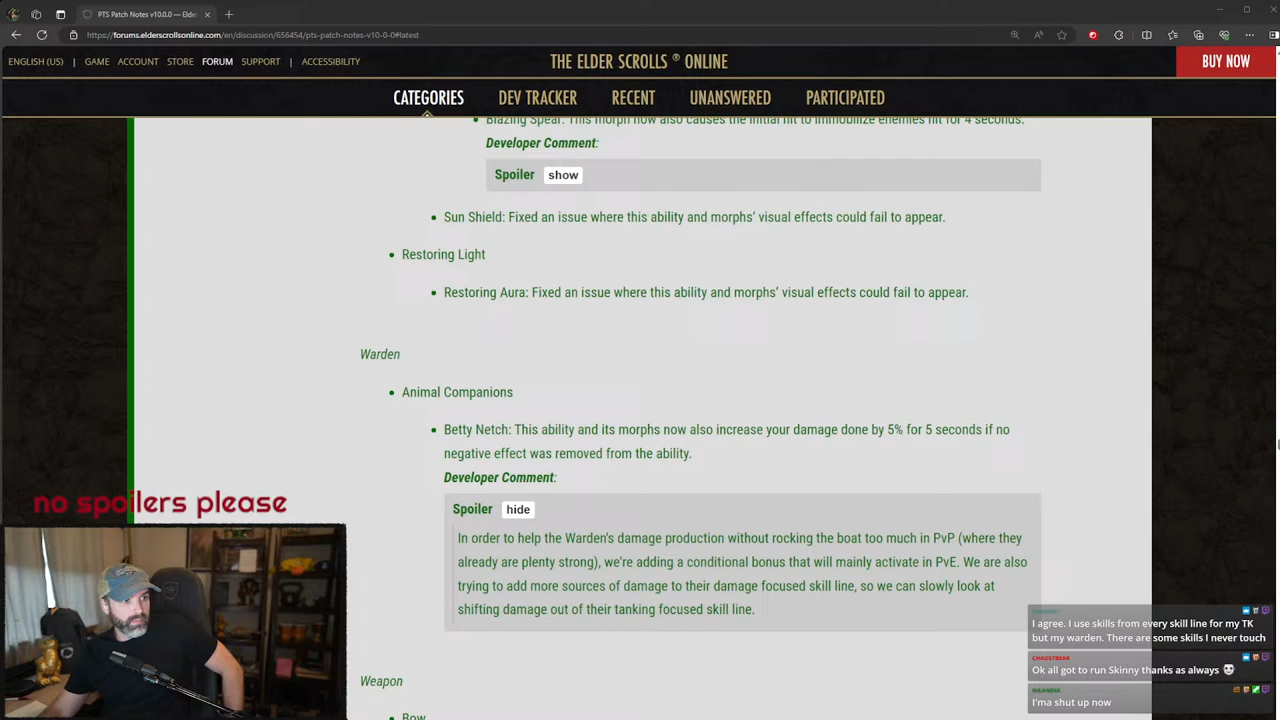 PTS Patch Notes v10.0.0 — Elder
https://forums.elderscrollsonline.com/en/discussion/656454/pts-patch-notes-v10-0-0#latest
ENGLISH (US) | GAME ACCOUNT STORE FORUM SUPPORT | ACCESSIBILITY
THE ELDER SCROLLS ® ONLINE
BUY NOW
CATEGORIES DEV TRACKER RECENT UNANSWERED PARTICIPATED
• Blazing Spear: This morph now also causes the initial hit to immobilize enemies hit for 4 seconds.
Developer Comment:
Spoiler show
• Sun Shield: Fixed an issue where this ability and morphs' visual effects could fail to appear.
• Restoring Light
• Restoring Aura: Fixed an issue where this ability and morphs' visual effects could fail to appear.
Warden
• Animal Companions
• Betty Netch: This ability and its morphs now also increase your damage done by 5% for 5 seconds if no
negative effect was removed from the ability.
Developer Comment:
Spoiler hide
In order to help the Warden's damage production without rocking the boat too much in PvP (where they
already are plenty strong), we're adding a conditional bonus that will mainly activate in PvE. We are also
trying to add more sources of damage to their damage focused skill line, so we can slowly look at
shifting damage out of their tanking focused skill line.
Weapon
• Bow
no spoilers please
I agree. I use skills from every skill line for my TK
but my warden. There are some skills I never touch
CHAOSTBEAR
Ok all got to run Skinny thanks as always
NILANDIA
I'ma shut up now